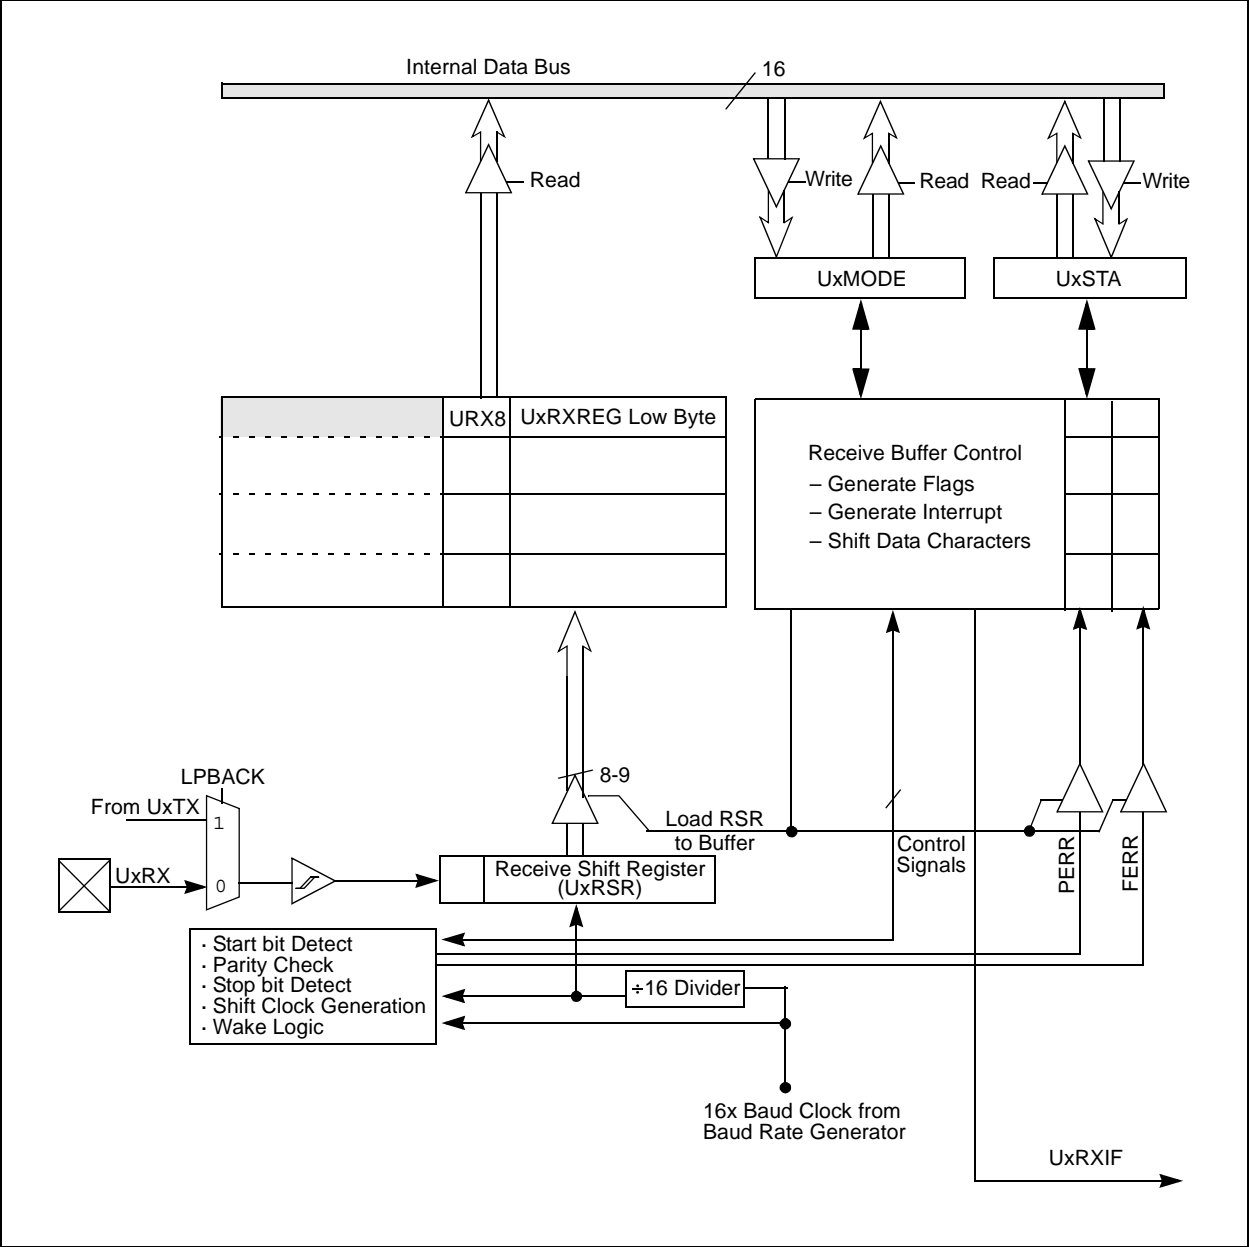 Internal Data Bus
16
Write
Read
Read
Read
Write
UxMODE
UxSTA
URX8
UxRXREG Low Byte
Receive Buffer Control
– Generate Flags
– Generate Interrupt
– Shift Data Characters
LPBACK
8-9
From UxTX
1
Load RSR
to Buffer
Control
Signals
PERR
FERR
UxRX
0
Receive Shift Register
(UxRSR)
· Start bit Detect
· Parity Check
· Stop bit Detect
· Shift Clock Generation
· Wake Logic
÷16 Divider
16x Baud Clock from
Baud Rate Generator
UxRXIF